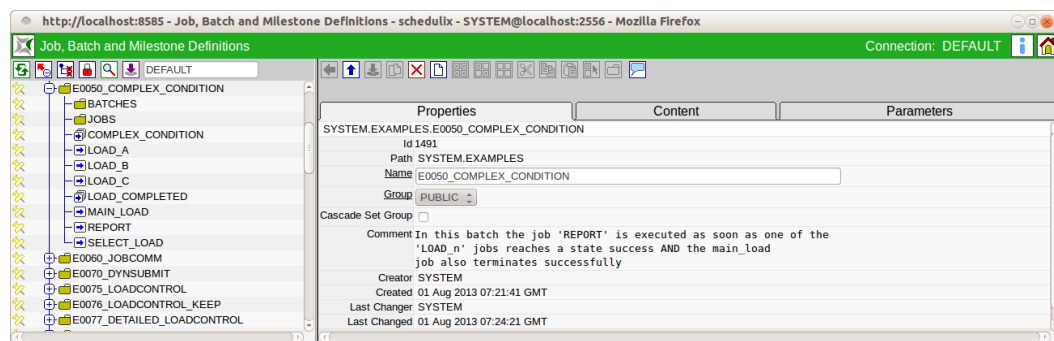 http://localhost:8585 - Job, Batch and Milestone Definitions - schedulix - SYSTEM@localhost:2556 - Mozilla Firefox
Job, Batch and Milestone Definitions
Connection: DEFAULT
DEFAULT
E0050_COMPLEX_CONDITION
BATCHES
JOBS
COMPLEX_CONDITION
LOAD_A
LOAD_B
LOAD_C
LOAD_COMPLETED
MAIN_LOAD
REPORT
SELECT_LOAD
E0060_JOBCOMM
E0070_DYNSUBMIT
E0075_LOADCONTROL
E0076_LOADCONTROL_KEEP
E0077_DETAILED_LOADCONTROL
Properties
Content
Parameters
SYSTEM.EXAMPLES.E0050_COMPLEX_CONDITION
Id 1491
Path SYSTEM.EXAMPLES
Name E0050_COMPLEX_CONDITION
Group PUBLIC
Cascade Set Group
Comment In this batch the job 'REPORT' is executed as soon as one of the
'LOAD_n' jobs reaches a state success AND the main_load
job also terminates successfully
Creator SYSTEM
Created 01 Aug 2013 07:21:41 GMT
Last Changer SYSTEM
Last Changed 01 Aug 2013 07:24:21 GMT